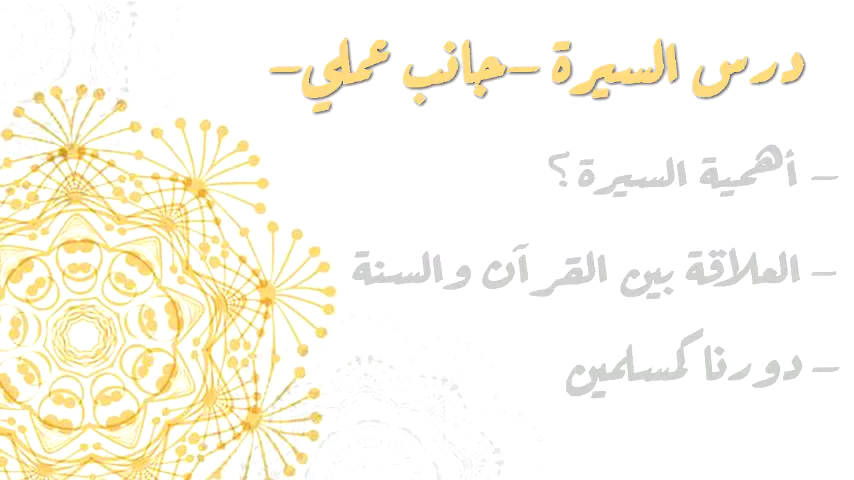 درس السيرة -جانب عملي-
- أهمية السيرة؟
- العلاقة بين القرآن والسنة
- دورنا كمسلمين